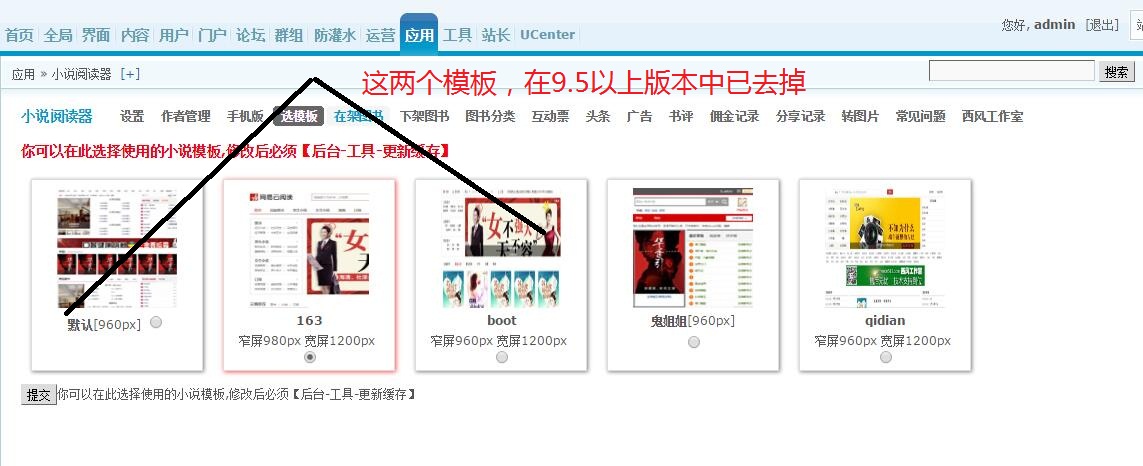 首页 全局 界面 内容 用户 门户 论坛 群组 防灌水 运营 应用 工具 站长 UCenter
您好, admin [退出]
应用 » 小说阅读器 [+]
搜索
这两个模板，在9.5以上版本中已去掉
小说阅读器 设置 作者管理 手机版 选模板 在架图书 下架图书 图书分类 互动票 头条 广告 书评 佣金记录 分享记录 转图片 常见问题 西风工作室
你可以在此选择使用的小说模板,修改后必须【后台-工具-更新缓存】
网易云阅读
默认[960px]
163
窄屏980px 宽屏1200px
boot
窄屏960px 宽屏1200px
鬼姐姐[960px]
qidian
窄屏960px 宽屏1200px
提交 你可以在此选择使用的小说模板,修改后必须【后台-工具-更新缓存】